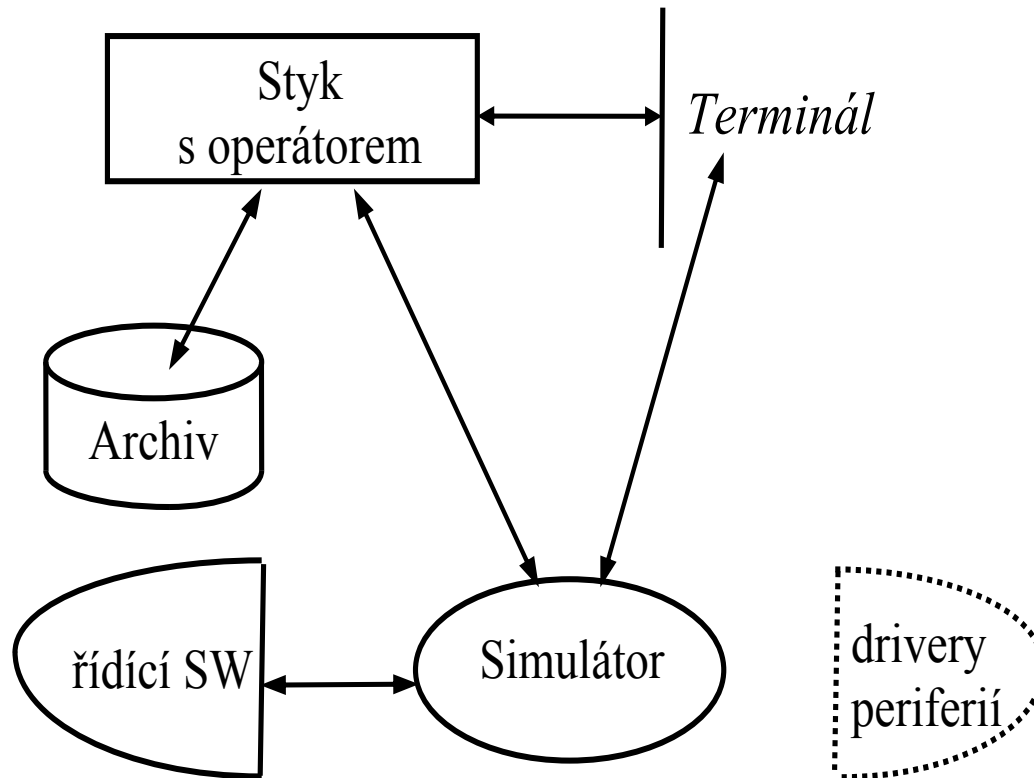 Styk
s operátorem
Terminál
Archiv
řídící SW
Simulátor
drivery
periferií